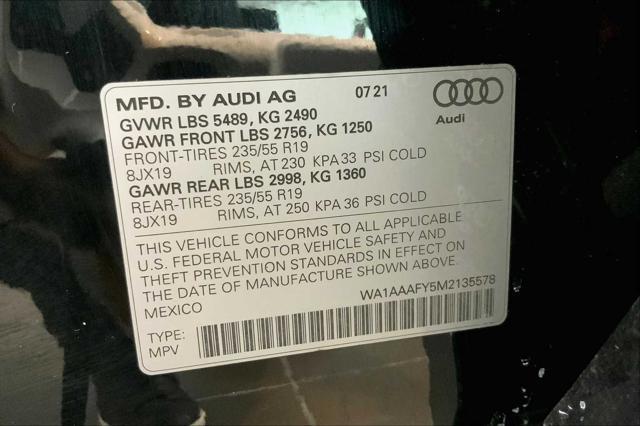 MFD. BY AUDI AG 07 21
Audi
GVWR LBS 5489, KG 2490
GAWR FRONT LBS 2756, KG 1250
FRONT-TIRES 235/55 R19
8JX19 RIMS, AT 230 KPA 33 PSI COLD
GAWR REAR LBS 2998, KG 1360
REAR-TIRES 235/55 R19
8JX19 RIMS, AT 250 KPA 36 PSI COLD
THIS VEHICLE CONFORMS TO ALL APPLICABLE
U.S. FEDERAL MOTOR VEHICLE SAFETY AND
THEFT PREVENTION STANDARDS IN EFFECT ON
THE DATE OF MANUFACTURE SHOWN ABOVE.
MEXICO
WA1AAAFY5M2135578
TYPE:
MPV